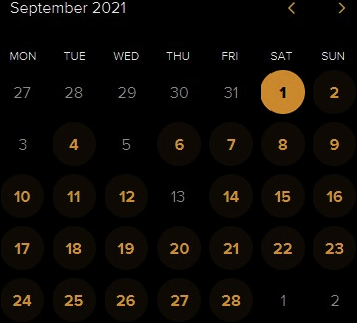 September 2021
MON TUE WED THU FRI SAT SUN
27 28 29 30 31 1 2
3 4 5 6 7 8 9
10 11 12 13 14 15 16
17 18 19 20 21 22 23
24 25 26 27 28 1 2